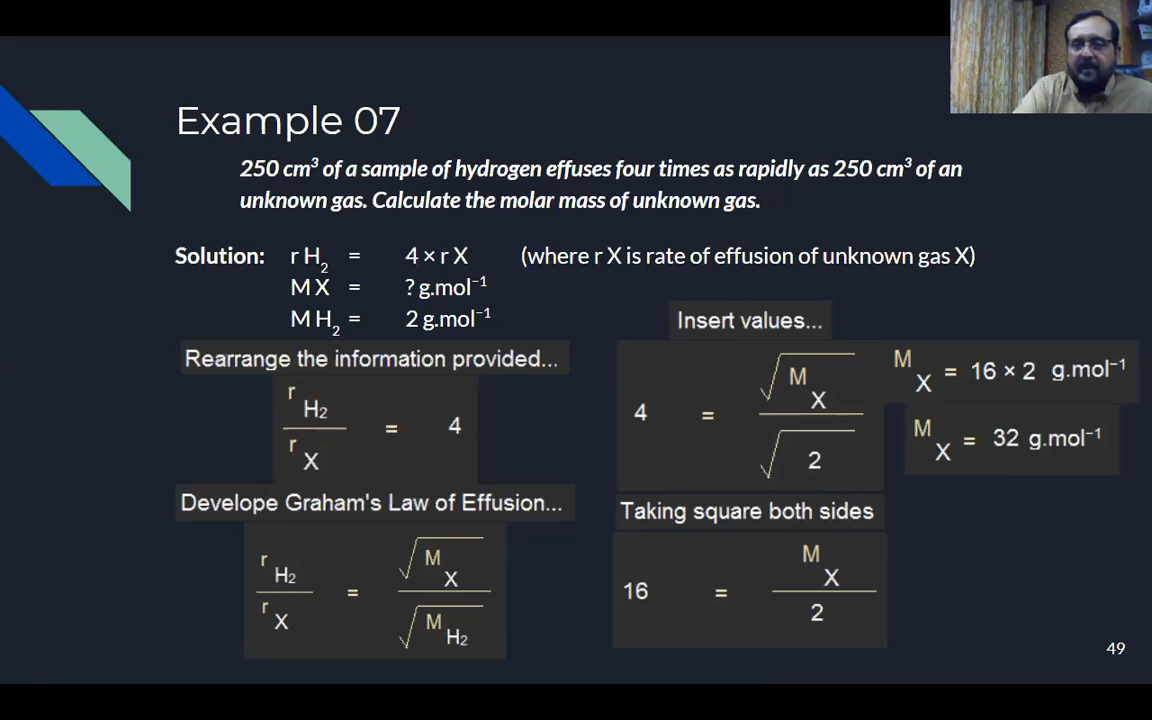 Example 07
250 cm³ of a sample of hydrogen effuses four times as rapidly as 250 cm³ of an
unknown gas. Calculate the molar mass of unknown gas.
Solution: r H₂ = 4 × r X (where r X is rate of effusion of unknown gas X)
M X = ? g.mol⁻¹
M H₂ = 2 g.mol⁻¹
Rearrange the information provided...
r H₂ / r X = 4
Develope Graham's Law of Effusion...
r H₂ / r X = √M X / √M H₂
Insert values...
4 = √M X / √2
Taking square both sides
16 = M X / 2
M X = 16 × 2 g.mol⁻¹
M X = 32 g.mol⁻¹
49